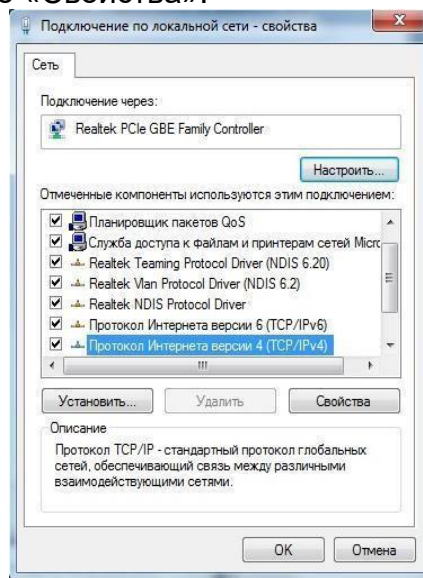 «Свойства».
Подключение по локальной сети - свойства
Сеть
Подключение через:
Realtek PCIe GBE Family Controller
Настроить...
Отмеченные компоненты используются этим подключением:
Планировщик пакетов QoS
Служба доступа к файлам и принтерам сетей Micro
Realtek Teaming Protocol Driver (NDIS 6.20)
Realtek Vlan Protocol Driver (NDIS 6.2)
Realtek NDIS Protocol Driver
Протокол Интернета версии 6 (TCP/IPv6)
Протокол Интернета версии 4 (TCP/IPv4)
Установить... Удалить Свойства
Описание
Протокол TCP/IP - стандартный протокол глобальных
сетей, обеспечивающий связь между различными
взаимодействующими сетями.
OK Отмена